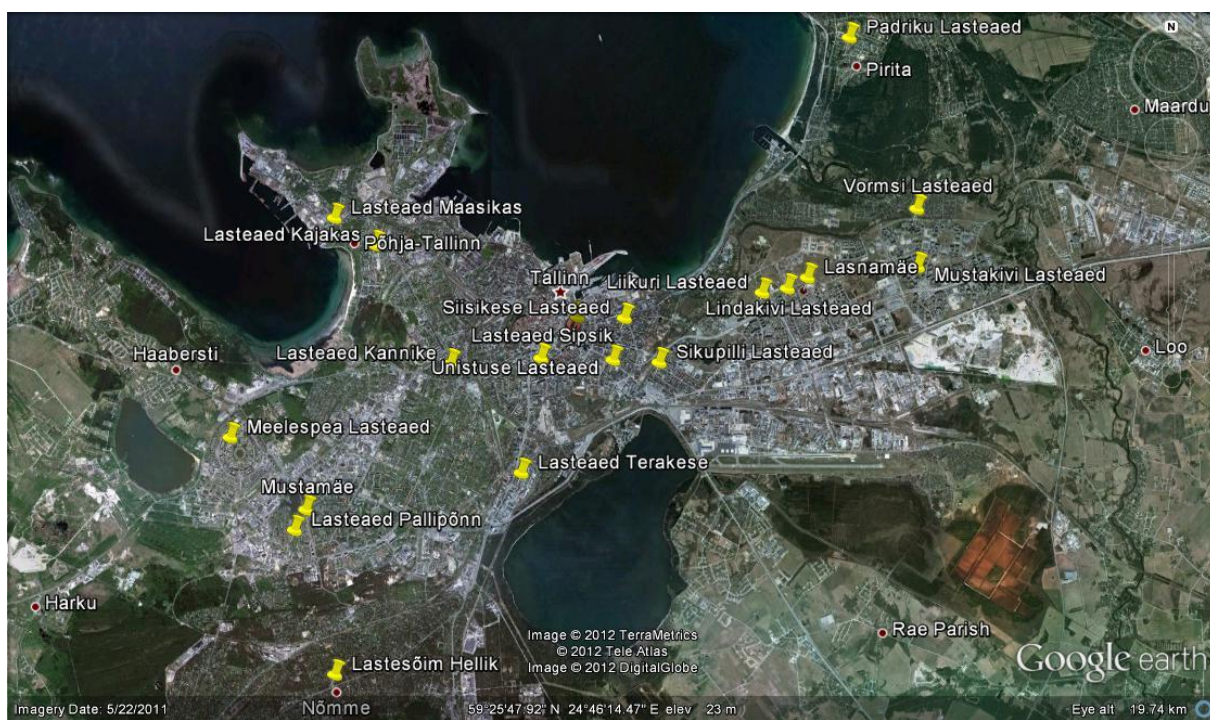 Padriku Lasteaed
N
Pirita
Maardu
Vormsi Lasteaed
Lasteaed Maasikas
Lasteaed Kajakas
Põhja-Tallinn
Lasnamäe
Mustakivi Lasteaed
Tallinn
Liikuri Lasteaed
Siisikese Lasteaed
Lindakivi Lasteaed
Lasteaed Sipsik
Haabersti
Lasteaed Kannike
Unistuse Lasteaed
Sikupilli Lasteaed
Loo
Meelespea Lasteaed
Lasteaed Terakese
Mustamäe
Lasteaed Pallipõnn
Harku
Rae Parish
Image © 2012 TerraMetrics
© 2012 Tele Atlas
Image © 2012 DigitalGlobe
Google earth
Lastesõim Hellik
Nõmme
Imagery Date: 5/22/2011
59°25'47.92" N 24°46'14.47" E elev 23 m
Eye alt 19.74 km